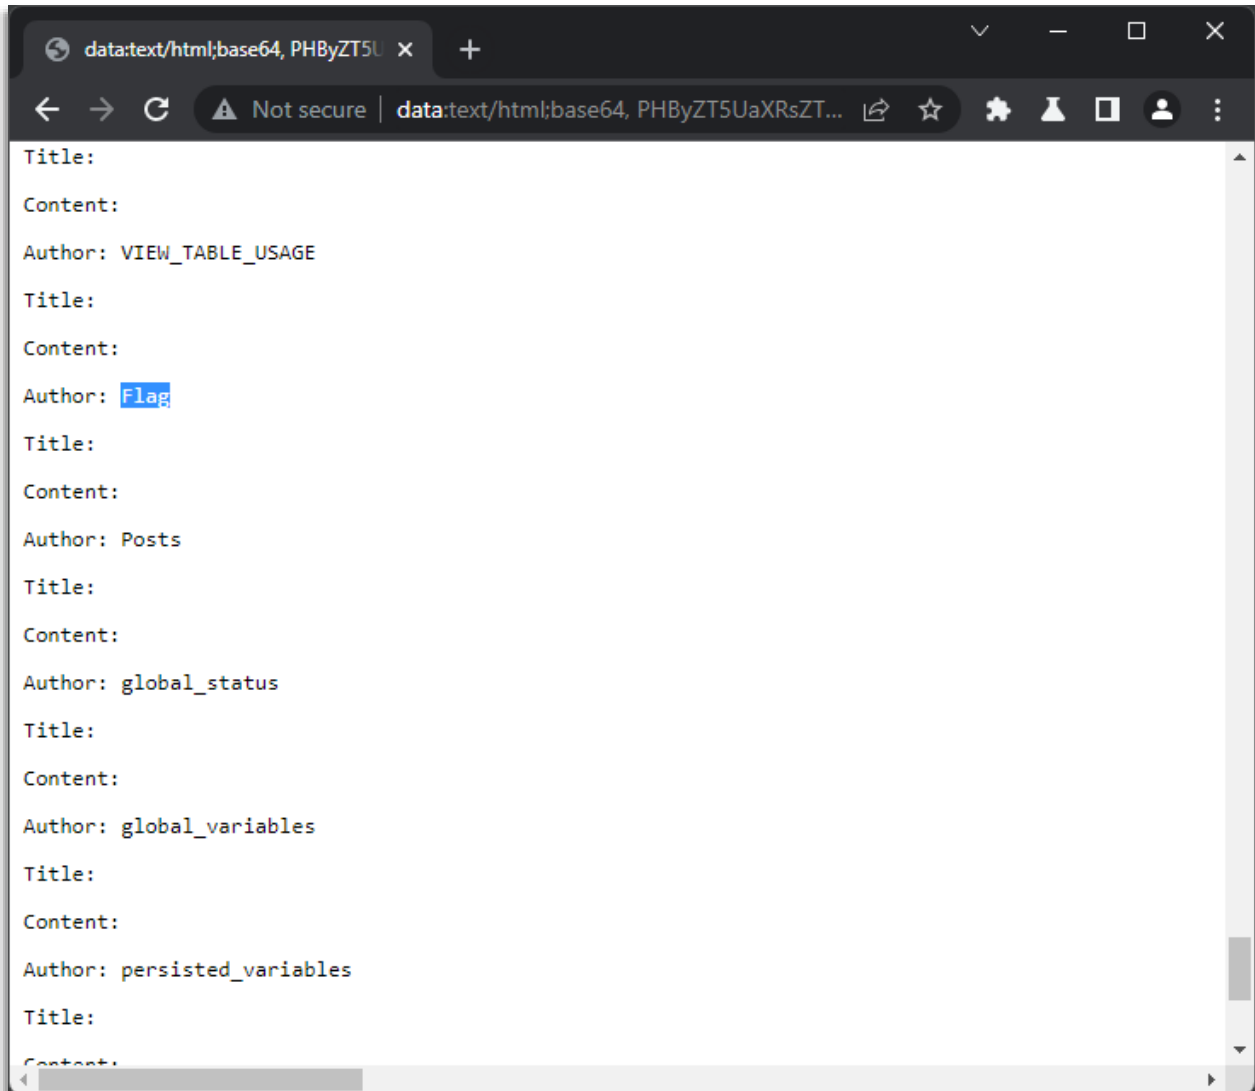 data:text/html;base64, PHByZT5U
Not secure | data:text/html;base64, PHByZT5UaXRsZT...
Title:
Content:
Author: VIEW_TABLE_USAGE
Title:
Content:
Author: Flag
Title:
Content:
Author: Posts
Title:
Content:
Author: global_status
Title:
Content:
Author: global_variables
Title:
Content:
Author: persisted_variables
Title:
Content: